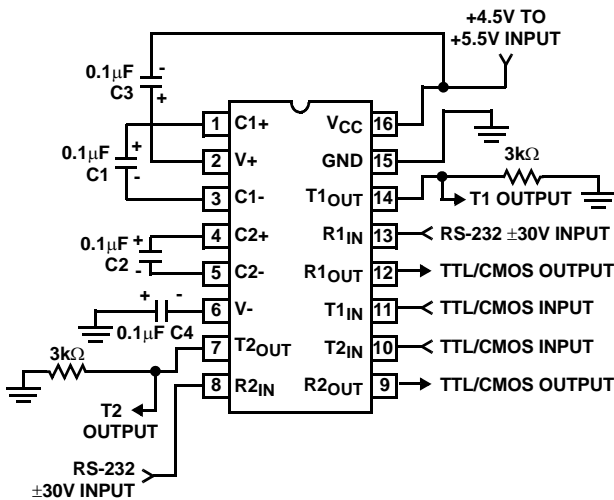 +4.5V TO
+5.5V INPUT
0.1μF
C3
-
+
1 C1+
VCC 16
0.1μF
C1
+
-
2 V+
GND 15
3kΩ
3 C1-
T1OUT 14
T1 OUTPUT
4 C2+
R1IN 13
RS-232 ±30V INPUT
0.1μF
C2
+
-
5 C2-
R1OUT 12
TTL/CMOS OUTPUT
+ -
0.1μF C4
6 V-
T1IN 11
TTL/CMOS INPUT
3kΩ
7 T2OUT
T2IN 10
TTL/CMOS INPUT
8 R2IN
R2OUT 9
TTL/CMOS OUTPUT
T2
OUTPUT
RS-232
±30V INPUT